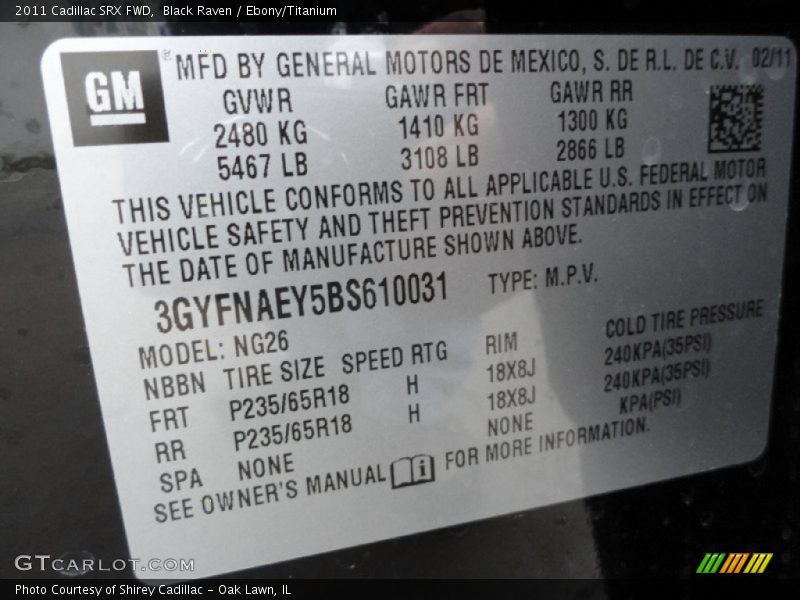 2011 Cadillac SRX FWD,  Black Raven / Ebony/Titanium
GM
®
MFD BY GENERAL MOTORS DE MEXICO, S. DE R.L. DE C.V. 02/11
GVWR GAWR FRT GAWR RR
2480 KG 1410 KG 1300 KG
5467 LB 3108 LB 2866 LB
THIS VEHICLE CONFORMS TO ALL APPLICABLE U.S. FEDERAL MOTOR
VEHICLE SAFETY AND THEFT PREVENTION STANDARDS IN EFFECT ON
THE DATE OF MANUFACTURE SHOWN ABOVE.
3GYFNAEY5BS610031 TYPE: M.P.V.
MODEL: NG26
NBBN TIRE SIZE SPEED RTG RIM COLD TIRE PRESSURE
FRT P235/65R18 H 18X8J 240KPA(35PSI)
RR P235/65R18 H 18X8J 240KPA(35PSI)
SPA NONE NONE KPA(PSI)
SEE OWNER'S MANUAL i FOR MORE INFORMATION.
GTCARLOT.COM
Photo Courtesy of Shirey Cadillac - Oak Lawn, IL